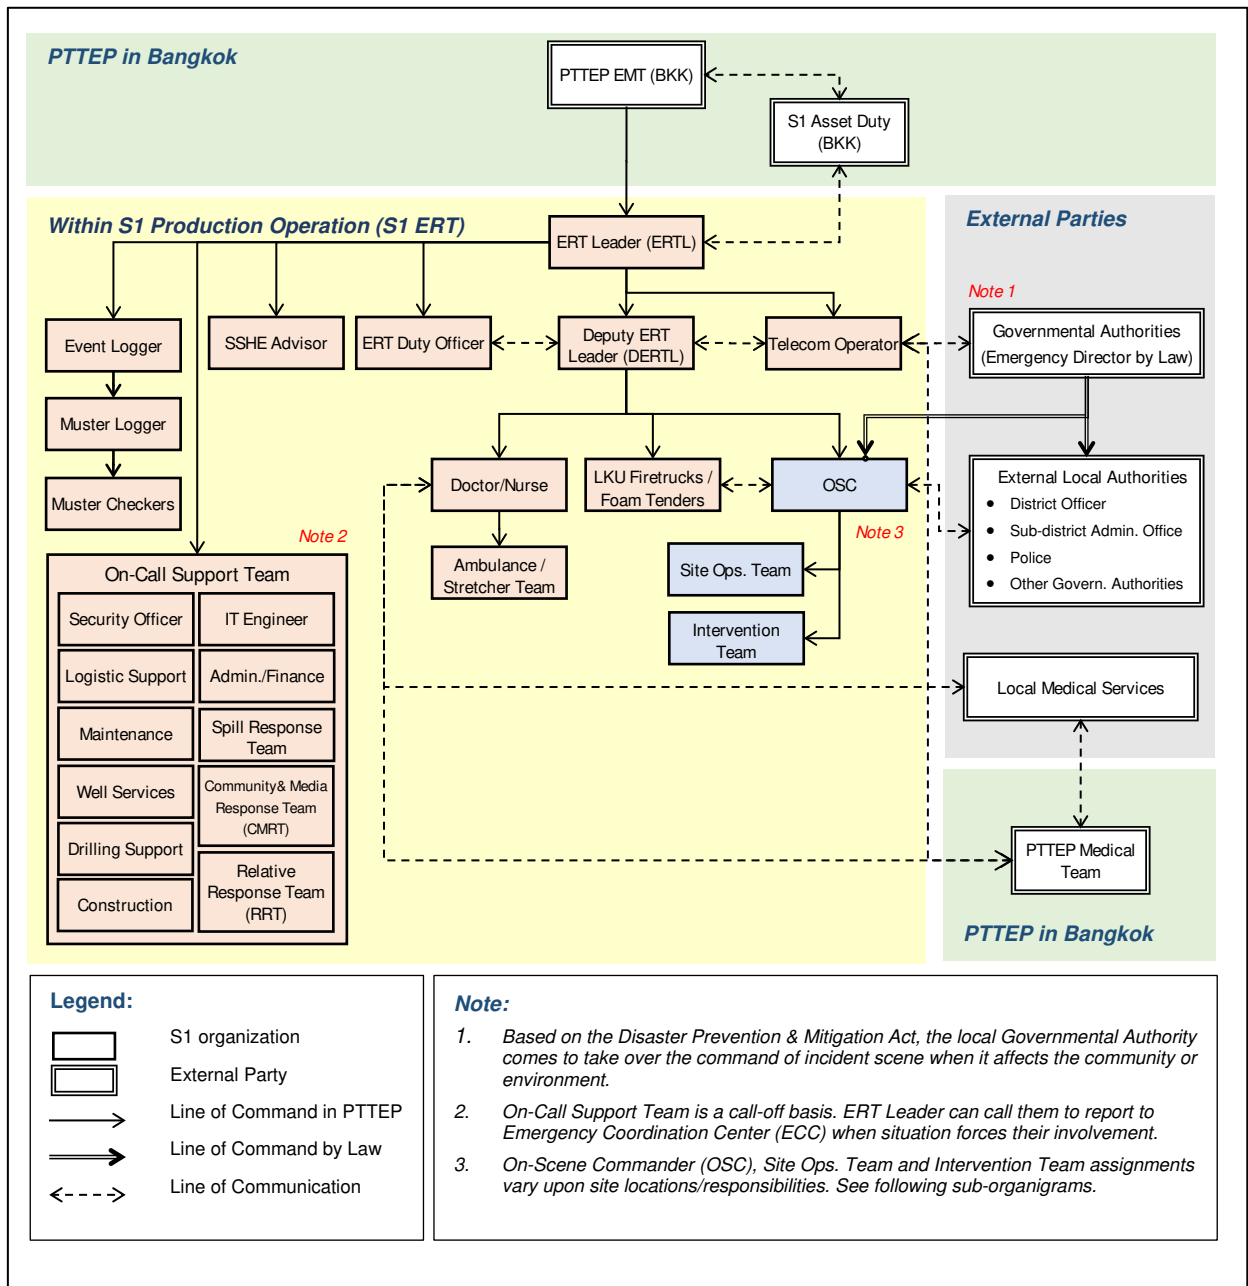 PTTEP in Bangkok
PTTEP EMT (BKK)
S1 Asset Duty
(BKK)
Within S1 Production Operation (S1 ERT)
ERT Leader (ERTL)
External Parties
Note 1
Event Logger
SSHE Advisor
ERT Duty Officer
Deputy ERT
Leader (DERTL)
Telecom Operator
Governmental Authorities
(Emergency Director by Law)
Muster Logger
Muster Checkers
Doctor/Nurse
LKU Firetrucks /
Foam Tenders
OSC
External Local Authorities
• District Officer
• Sub-district Admin. Office
• Police
• Other Govern. Authorities
Note 2
Note 3
Ambulance /
Stretcher Team
Site Ops. Team
Intervention
Team
On-Call Support Team
Security Officer
IT Engineer
Logistic Support
Admin./Finance
Maintenance
Spill Response
Team
Well Services
Community& Media
Response Team
(CMRT)
Drilling Support
Relative
Response Team
(RRT)
Construction
Local Medical Services
PTTEP Medical
Team
PTTEP in Bangkok
Legend:
S1 organization
External Party
Line of Command in PTTEP
Line of Command by Law
Line of Communication
Note:
1. Based on the Disaster Prevention & Mitigation Act, the local Governmental Authority
comes to take over the command of incident scene when it affects the community or
environment.
2. On-Call Support Team is a call-off basis. ERT Leader can call them to report to
Emergency Coordination Center (ECC) when situation forces their involvement.
3. On-Scene Commander (OSC), Site Ops. Team and Intervention Team assignments
vary upon site locations/responsibilities. See following sub-organigrams.